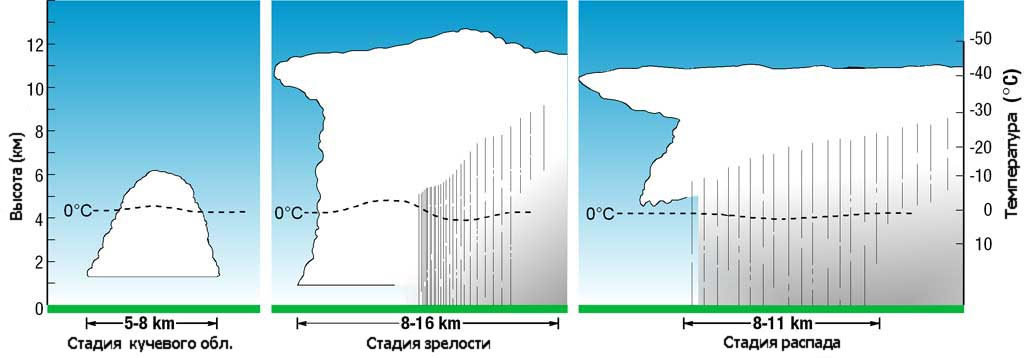 Высота (км)
12
10
8
6
4
2
0
0°C
5-8 km
Стадия кучевого обл.
0°C
8-16 km
Стадия зрелости
0°C
8-11 km
Стадия распада
-50
-40
-30
-20
-10
0
10
Температура (°C)